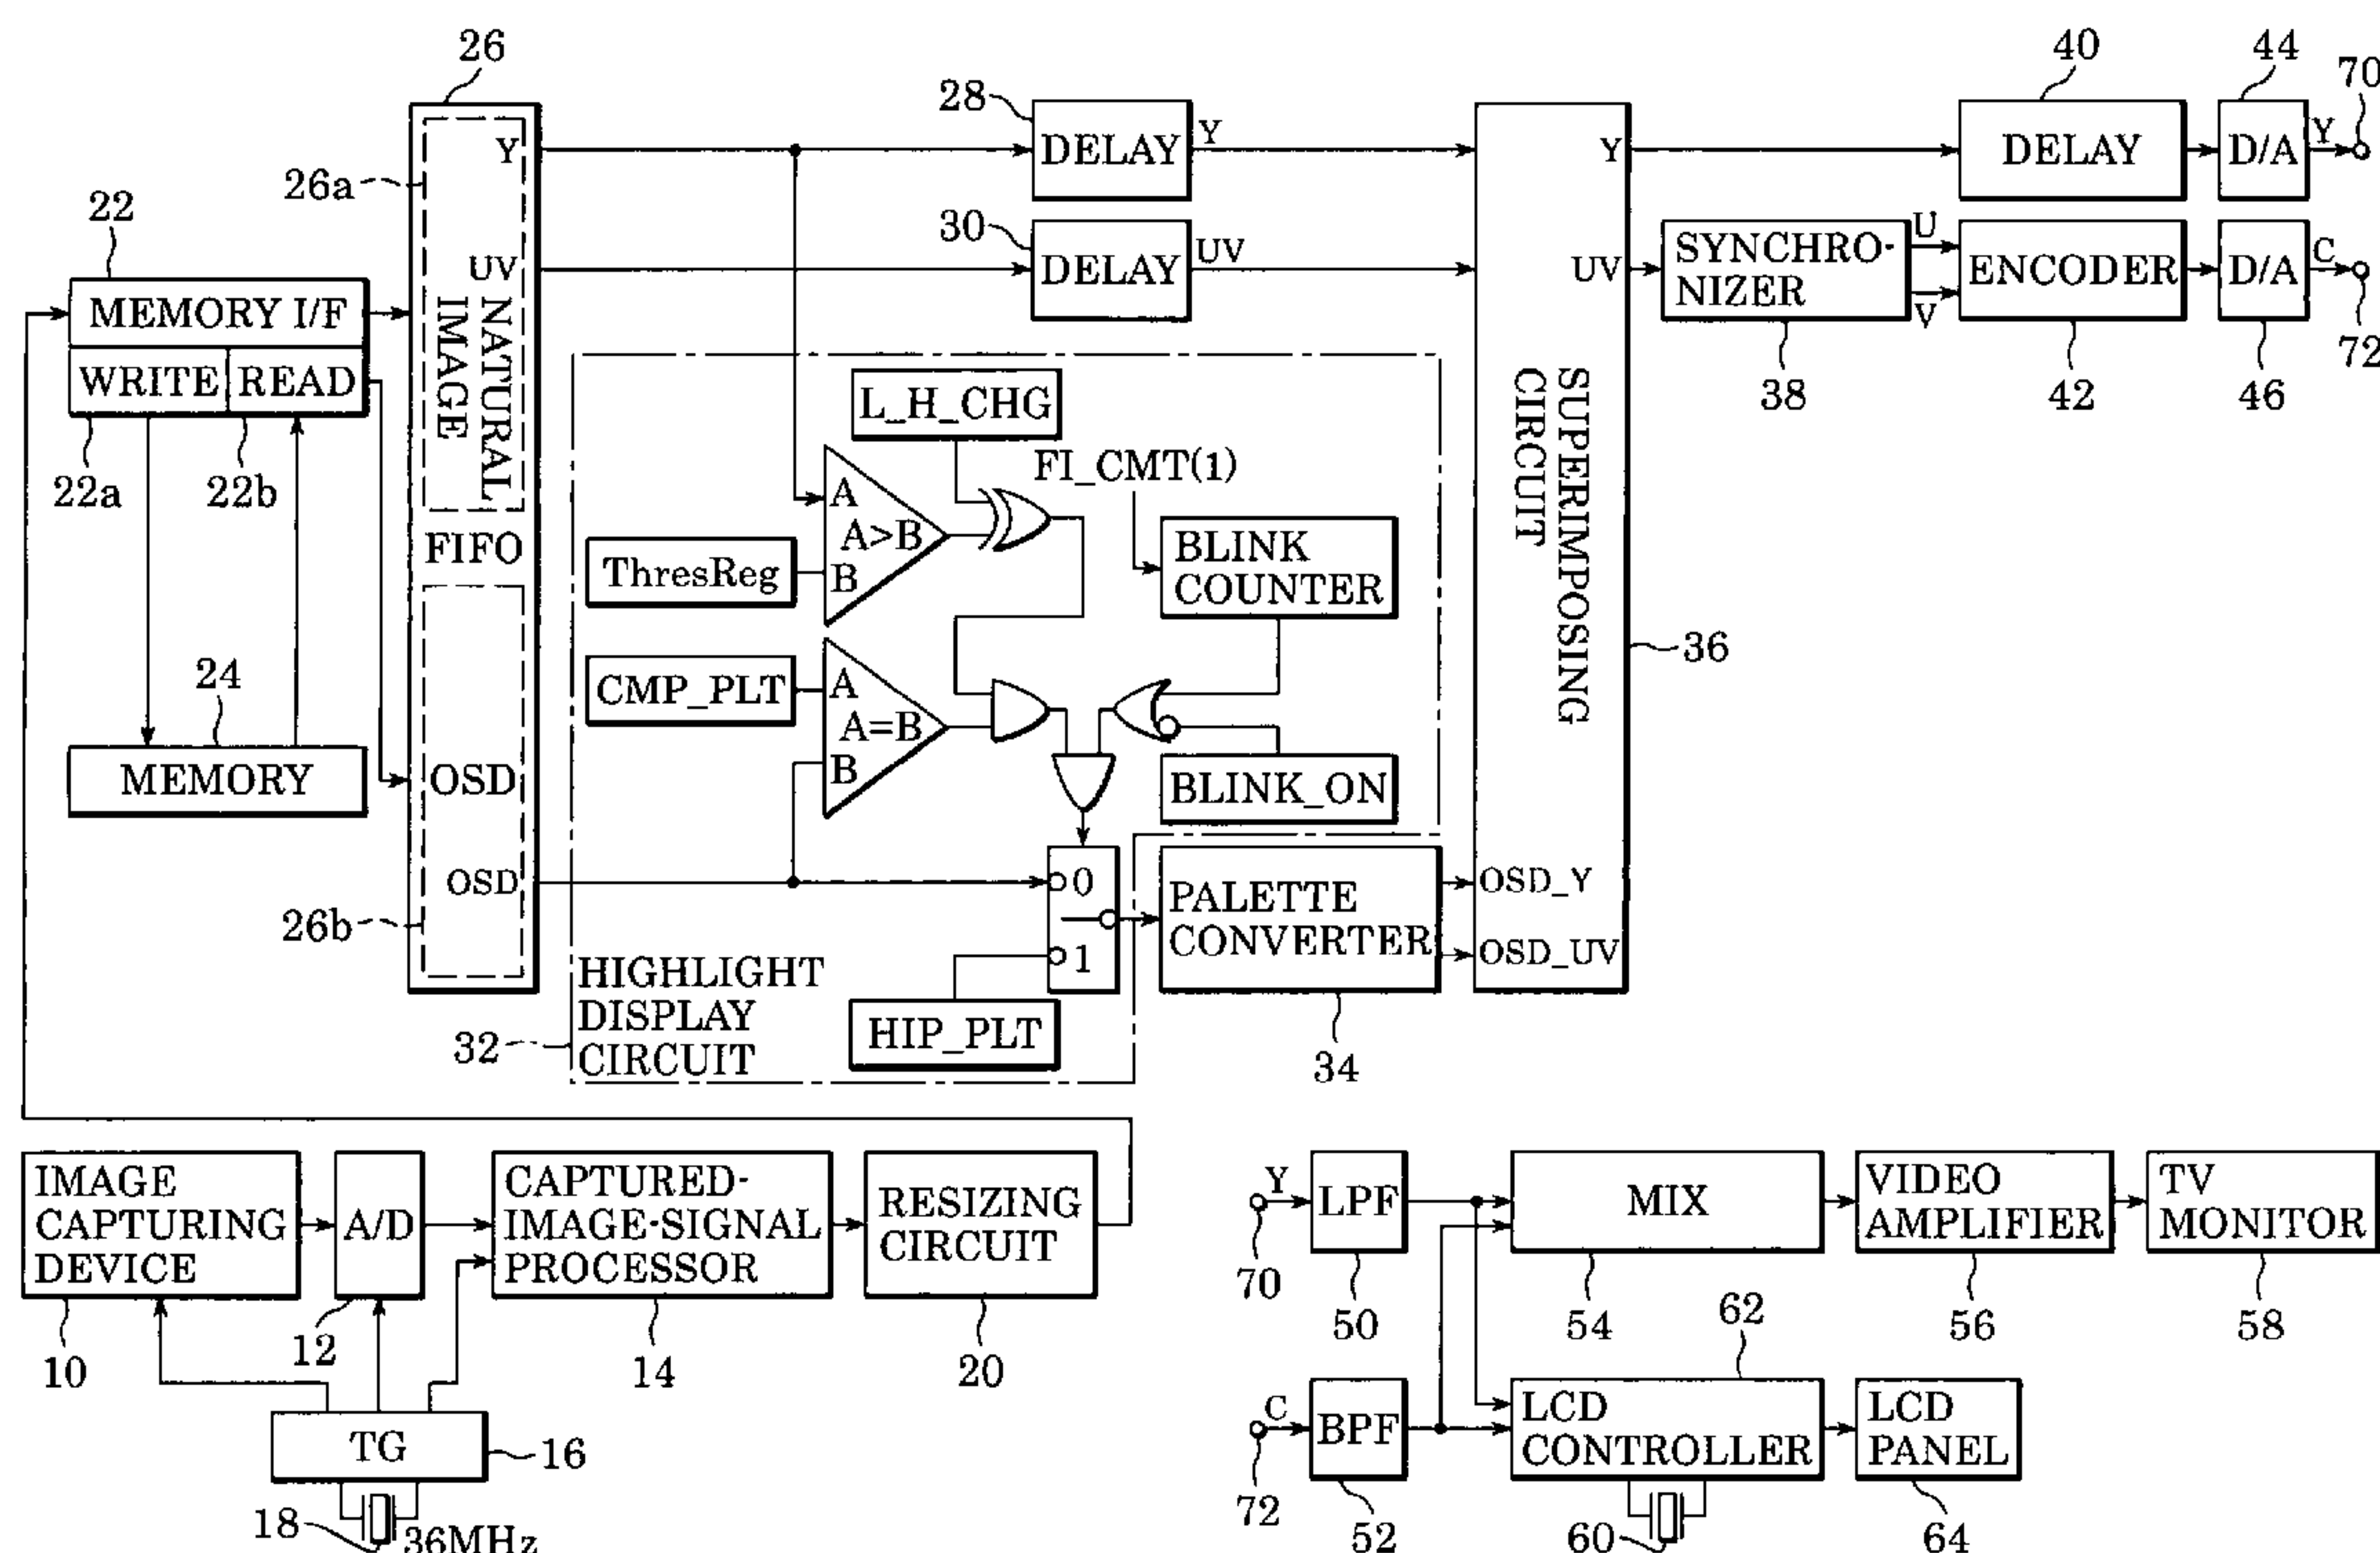 26
28
40
44
70
Y
DELAY
Y
Y
DELAY
D/A
Y
26a
22
30
UV
DELAY
UV
UV
SYNCHRO-
NIZER
U
V
ENCODER
D/A
C
38
42
46
72
MEMORY I/F
WRITE
READ
22a
22b
NATURAL
IMAGE
FIFO
L_H_CHG
FI_CMT(1)
A
A>B
B
ThresReg
BLINK
COUNTER
SUPERIMPOSING
CIRCUIT
36
24
MEMORY
CMP_PLT
A
A=B
B
BLINK_ON
OSD
OSD
26b
0
1
PALETTE
CONVERTER
OSD_Y
OSD_UV
HIGHLIGHT
DISPLAY
CIRCUIT
32
HIP_PLT
34
IMAGE
CAPTURING
DEVICE
A/D
CAPTURED-
IMAGE-SIGNAL
PROCESSOR
RESIZING
CIRCUIT
10
12
14
20
TG
16
18
36MHz
Y
70
LPF
50
MIX
54
VIDEO
AMPLIFIER
56
TV
MONITOR
58
62
C
72
BPF
52
LCD
CONTROLLER
60
LCD
PANEL
64